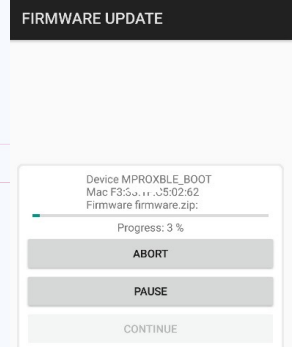 FIRMWARE UPDATE
Device MPROXBLE_BOOT
Mac
Firmware firmware.zip:
Progress: 3 %
ABORT
PAUSE
CONTINUE